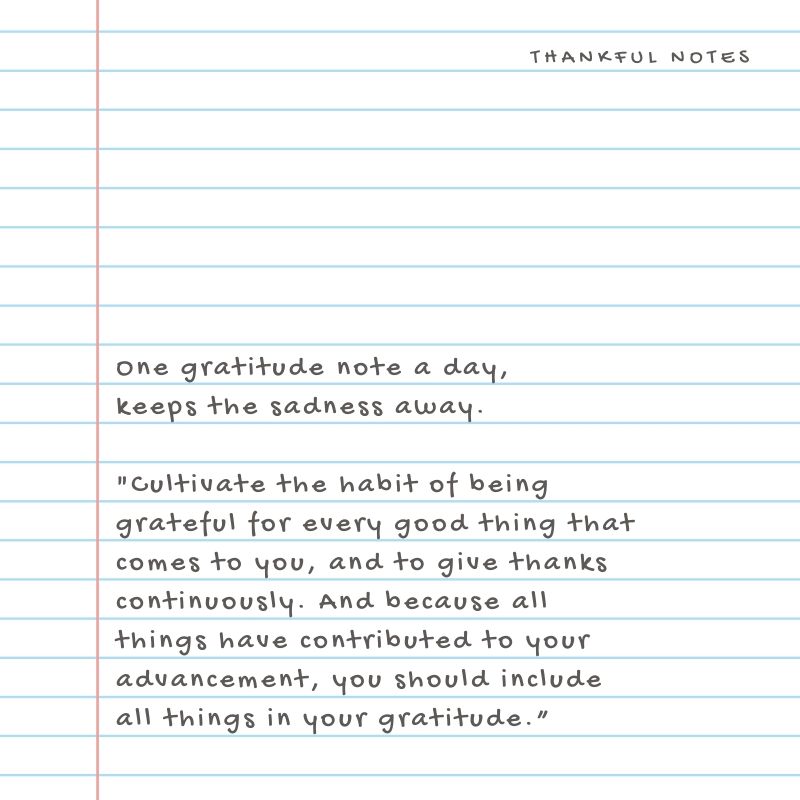 THANKFUL NOTES
One gratitude note a day,
keeps the sadness away.
"Cultivate the habit of being
grateful for every good thing that
comes to you, and to give thanks
continuously. And because all
things have contributed to your
advancement, you should include
all things in your gratitude."